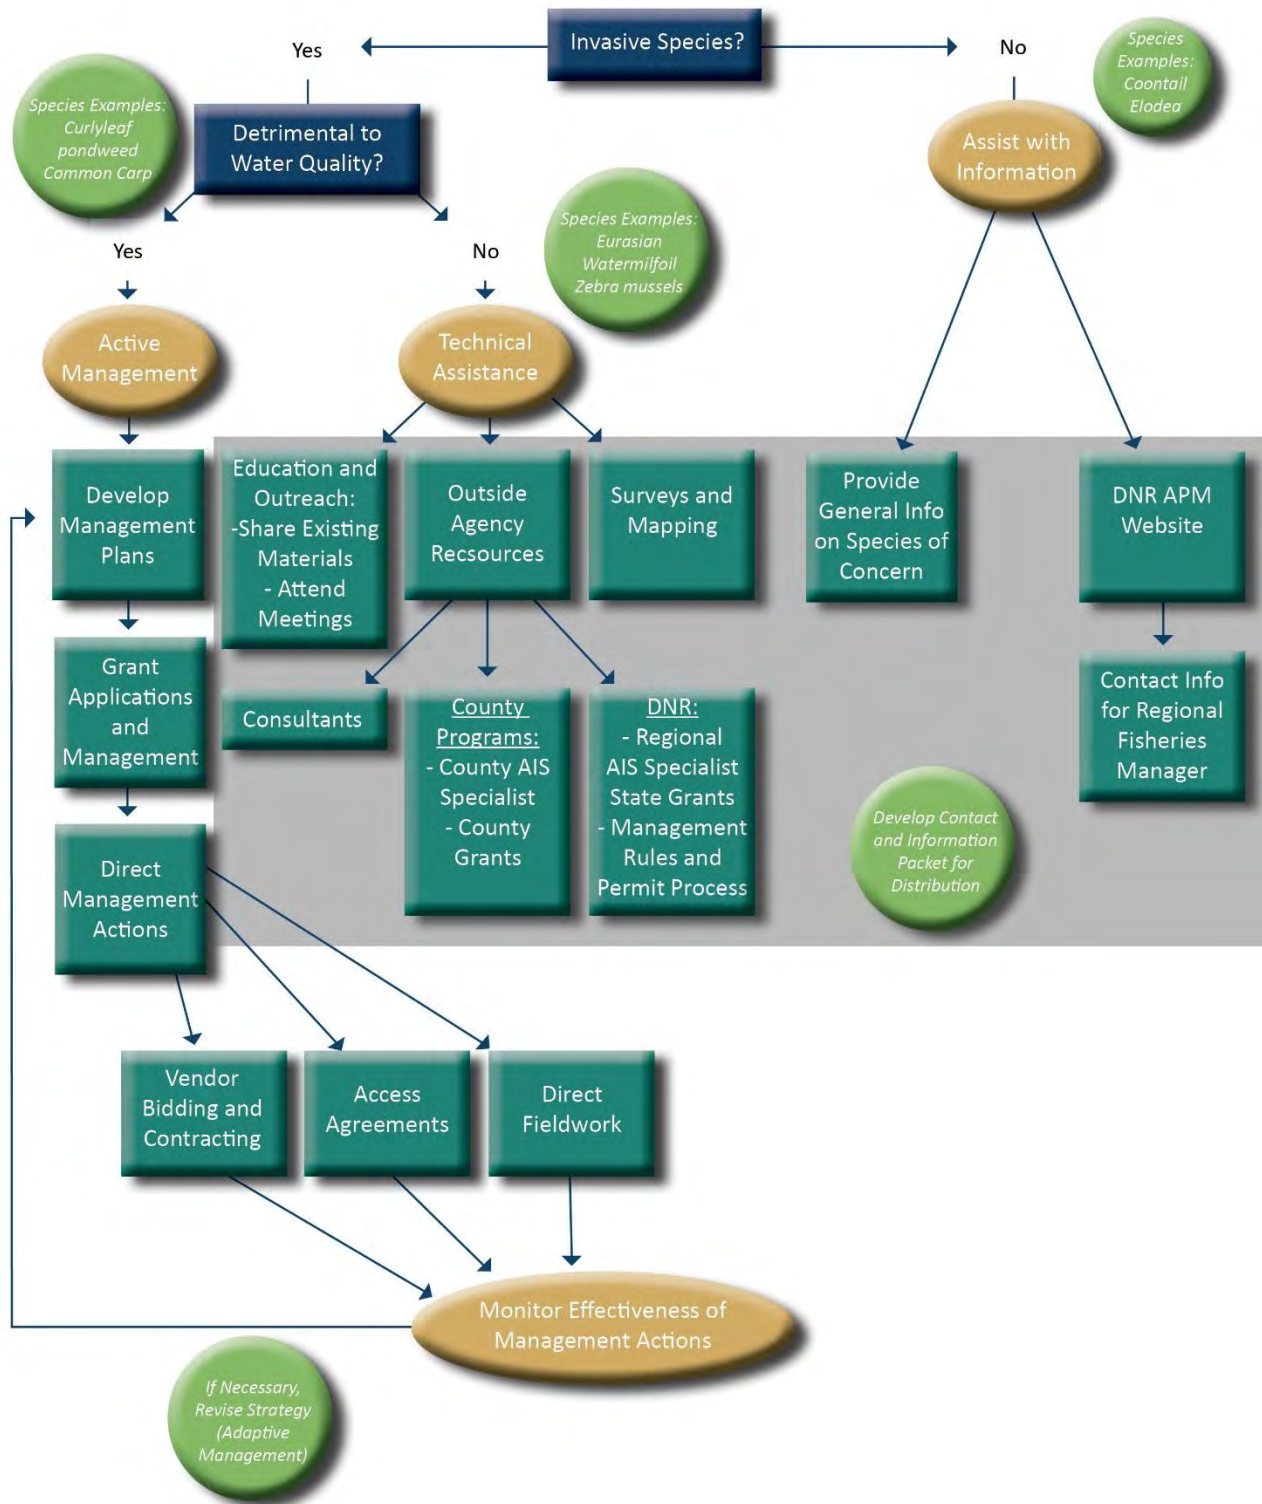 Invasive Species?
Yes
No
Species
Examples:
Coontail
Elodea
Species Examples:
Curlyleaf
pondweed
Common Carp
Detrimental to
Water Quality?
Assist with
Information
Species Examples:
Eurasian
Watermilfoil
Zebra mussels
Yes
No
Active
Management
Technical
Assistance
Develop
Management
Plans
Education and
Outreach:
-Share Existing
Materials
- Attend
Meetings
Outside
Agency
Recsources
Surveys and
Mapping
Provide
General Info
on Species of
Concern
DNR APM
Website
Grant
Applications
and
Management
Consultants
County
Programs:
- County AIS
Specialist
- County
Grants
DNR:
- Regional
AIS Specialist
State Grants
- Management
Rules and
Permit Process
Contact Info
for Regional
Fisheries
Manager
Develop Contact
and Information
Packet for
Distribution
Direct
Management
Actions
Vendor
Bidding and
Contracting
Access
Agreements
Direct
Fieldwork
Monitor Effectiveness of
Management Actions
If Necessary,
Revise Strategy
(Adaptive
Management)